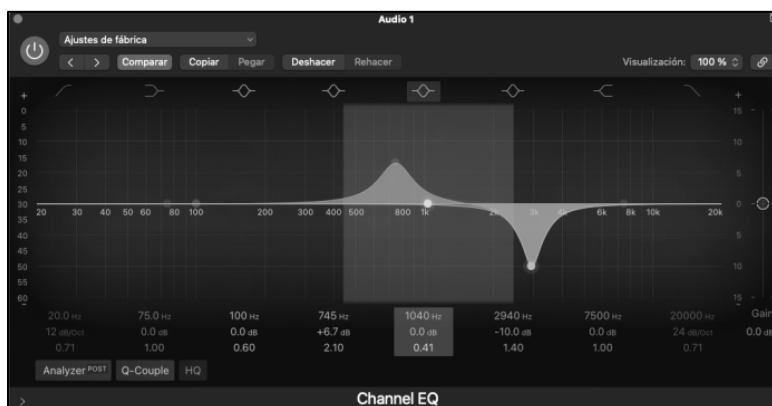 Audio 1
Ajustes de fábrica
Comparar Copiar Pegar Deshacer Rehacer Visualización: 100 %
+ +
0 15
5
10 10
15
20 5
25
30 20 30 40 50 60 80 100 200 300 400 500 800 1k 2k 3k 4k 6k 8k 10k 20k 0
35
40 5
45
50 10
55
60 15
- -
20.0 Hz 75.0 Hz 100 Hz 745 Hz 1040 Hz 2940 Hz 7500 Hz 20000 Hz Gain
12 dB/Oct 0.0 dB 0.0 dB +6.7 dB 0.0 dB -10.0 dB 0.0 dB 24 dB/Oct 0.0 dB
0.71 1.00 0.60 2.10 0.41 1.40 1.00 0.71
Analyzer POST Q-Couple HQ
Channel EQ